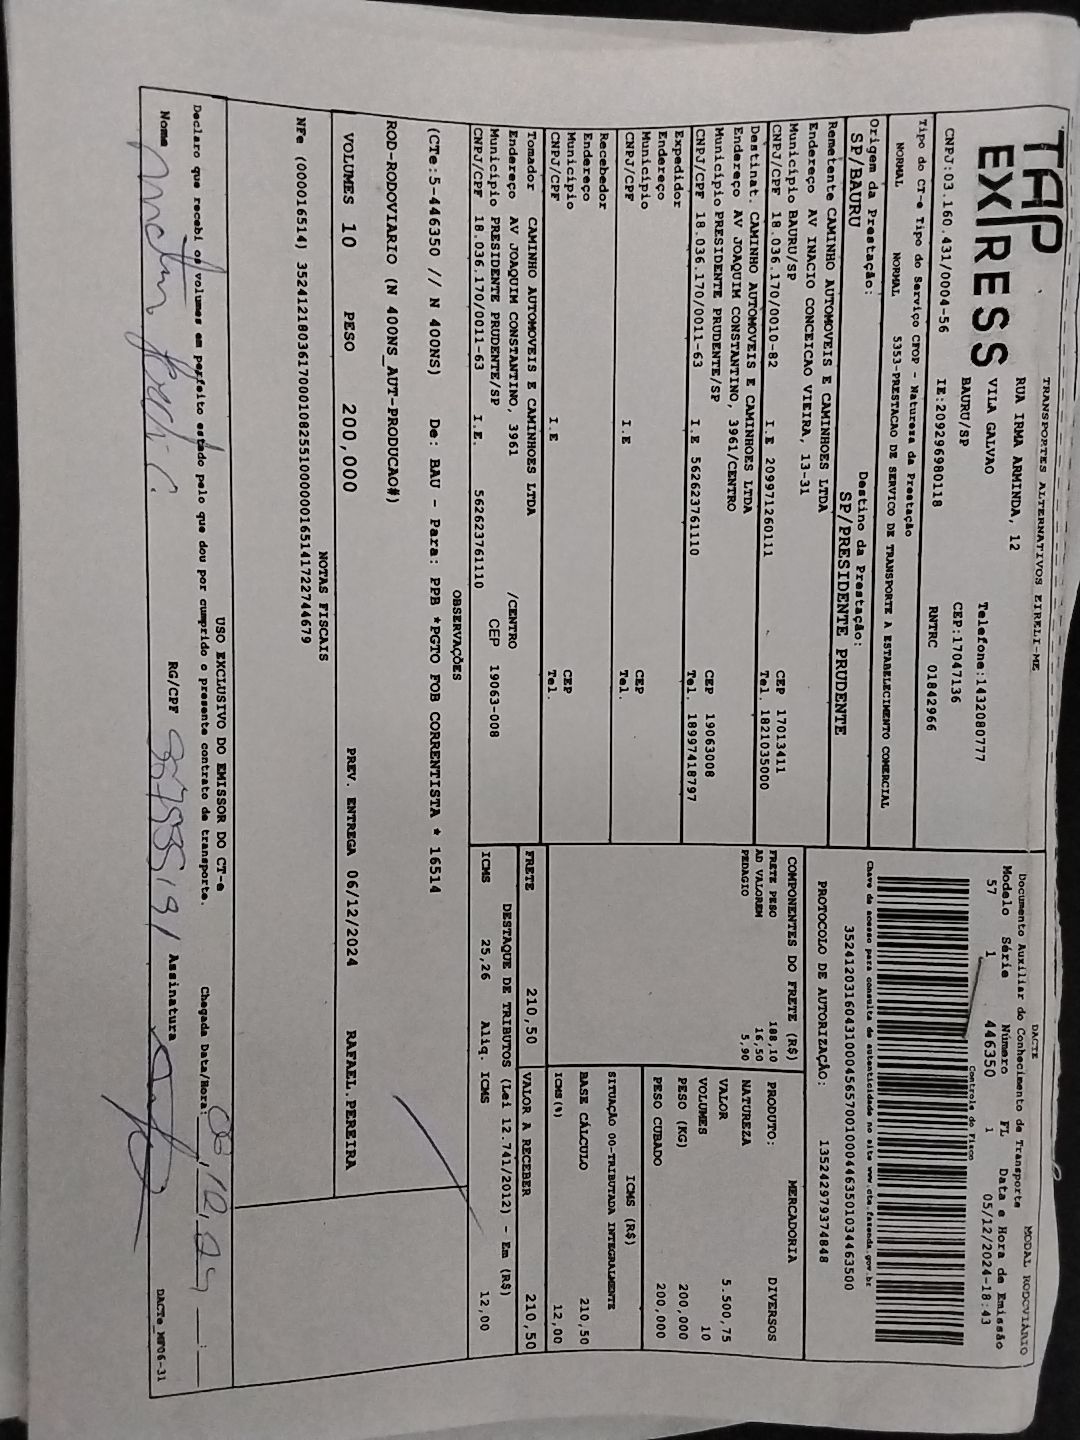 TRANSPORTES ALTERNATIVOS EIRELI-ME
TAP
EXPRESS
RUA IRMA ARMINDA, 12
VILA GALVAO Telefone:1432080777
BAURU/SP CEP:17047136
CNPJ:03.160.431/0004-56 IE:209296980118 RNTRC 01842966
DACTE MODAL RODOVIÁRIO
Documento Auxiliar do Conhecimento de Transporte
Modelo Série Número FL Data e Hora de Emissão
57 1 446350 1 05/12/2024-18:43
Controle do Fisco
Chave de acesso para consulta de autenticidade no site www.cte.fazenda.gov.br
35241203160431000456570010004463501034463500
PROTOCOLO DE AUTORIZAÇÃO: 135242979374848
Tipo do CT-e Tipo do Serviço CFOP - Natureza da Prestação
NORMAL NORMAL 5353-PRESTACAO DE SERVICO DE TRANSPORTE A ESTABELECIMENTO COMERCIAL
Origem da Prestação: Destino da Prestação:
SP/BAURU SP/PRESIDENTE PRUDENTE
Remetente CAMINHO AUTOMOVEIS E CAMINHOES LTDA
Endereço AV INACIO CONCEICAO VIEIRA, 13-31
Município BAURU/SP CEP 17013411
CNPJ/CPF 18.036.170/0010-82 I.E 209971260111 Tel. 1821035000
Destinat. CAMINHO AUTOMOVEIS E CAMINHOES LTDA
Endereço AV JOAQUIM CONSTANTINO, 3961/CENTRO
Município PRESIDENTE PRUDENTE/SP CEP 19063008
CNPJ/CPF 18.036.170/0011-63 I.E 562623761110 Tel. 18997418797
Expedidor
Endereço
Município CEP
CNPJ/CPF I.E Tel.
Recebedor
Endereço
Município CEP
CNPJ/CPF I.E Tel.
Tomador CAMINHO AUTOMOVEIS E CAMINHOES LTDA
Endereço AV JOAQUIM CONSTANTINO, 3961 /CENTRO
Município PRESIDENTE PRUDENTE/SP CEP 19063-008
CNPJ/CPF 18.036.170/0011-63 I.E. 562623761110
COMPONENTES DO FRETE (R$)
FRETE PESO 188,10
AD VALOREM 16,50
PEDAGIO 5,90
MERCADORIA
PRODUTO: DIVERSOS
NATUREZA
VALOR 5.500,75
VOLUMES 10
PESO (KG) 200,000
PESO CUBADO 200,000
ICMS (R$)
SITUAÇÃO 00-TRIBUTADA INTEGRALMENTE
BASE CÁLCULO 210,50
ICMS(%) 12,00
FRETE 210,50 VALOR A RECEBER 210,50
DESTAQUE DE TRIBUTOS (Lei 12.741/2012) - Em (R$)
ICMS 25,26 Aliq. ICMS 12,00
OBSERVAÇÕES
(CTe:5-446350 // N 400NS) De: BAU - Para: PPB *PGTO FOB CORRENTISTA * 16514
ROD-RODOVIARIO (N 400NS_AUT-PRODUCAO#)
VOLUMES 10 PESO 200,000 PREV. ENTREGA 06/12/2024 RAFAEL.PEREIRA
NOTAS FISCAIS
NFe (000016514) 35241218036170001082551000000165141722744679
USO EXCLUSIVO DO EMISSOR DO CT-e
Declaro que recebi os volumes em perfeito estado pelo que dou por cumprido o presente contrato de transporte. Chegada Data/Hora: 06/12/24 :
Nome RG/CPF Assinatura
DACTe_MP06-31